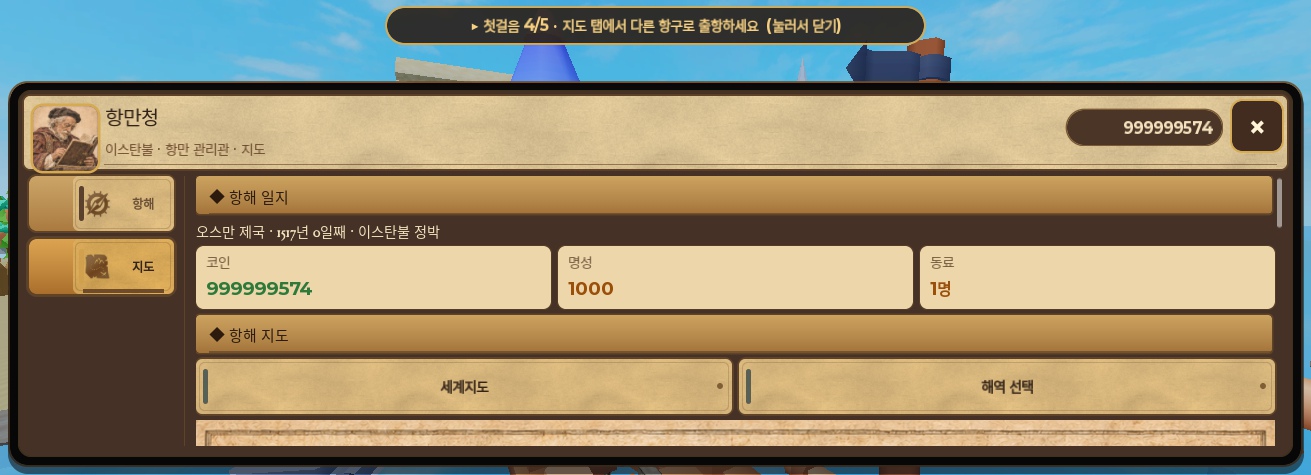 ▸ 첫걸음 4/5 · 지도 탭에서 다른 항구로 출항하세요 (눌러서 닫기)
항만청
이스탄불 · 항만 관리관 · 지도
999999574
×
항해
지도
◆ 항해 일지
오스만 제국 · 1517년 0일째 · 이스탄불 정박
코인
999999574
명성
1000
동료
1명
◆ 항해 지도
세계지도
해역 선택